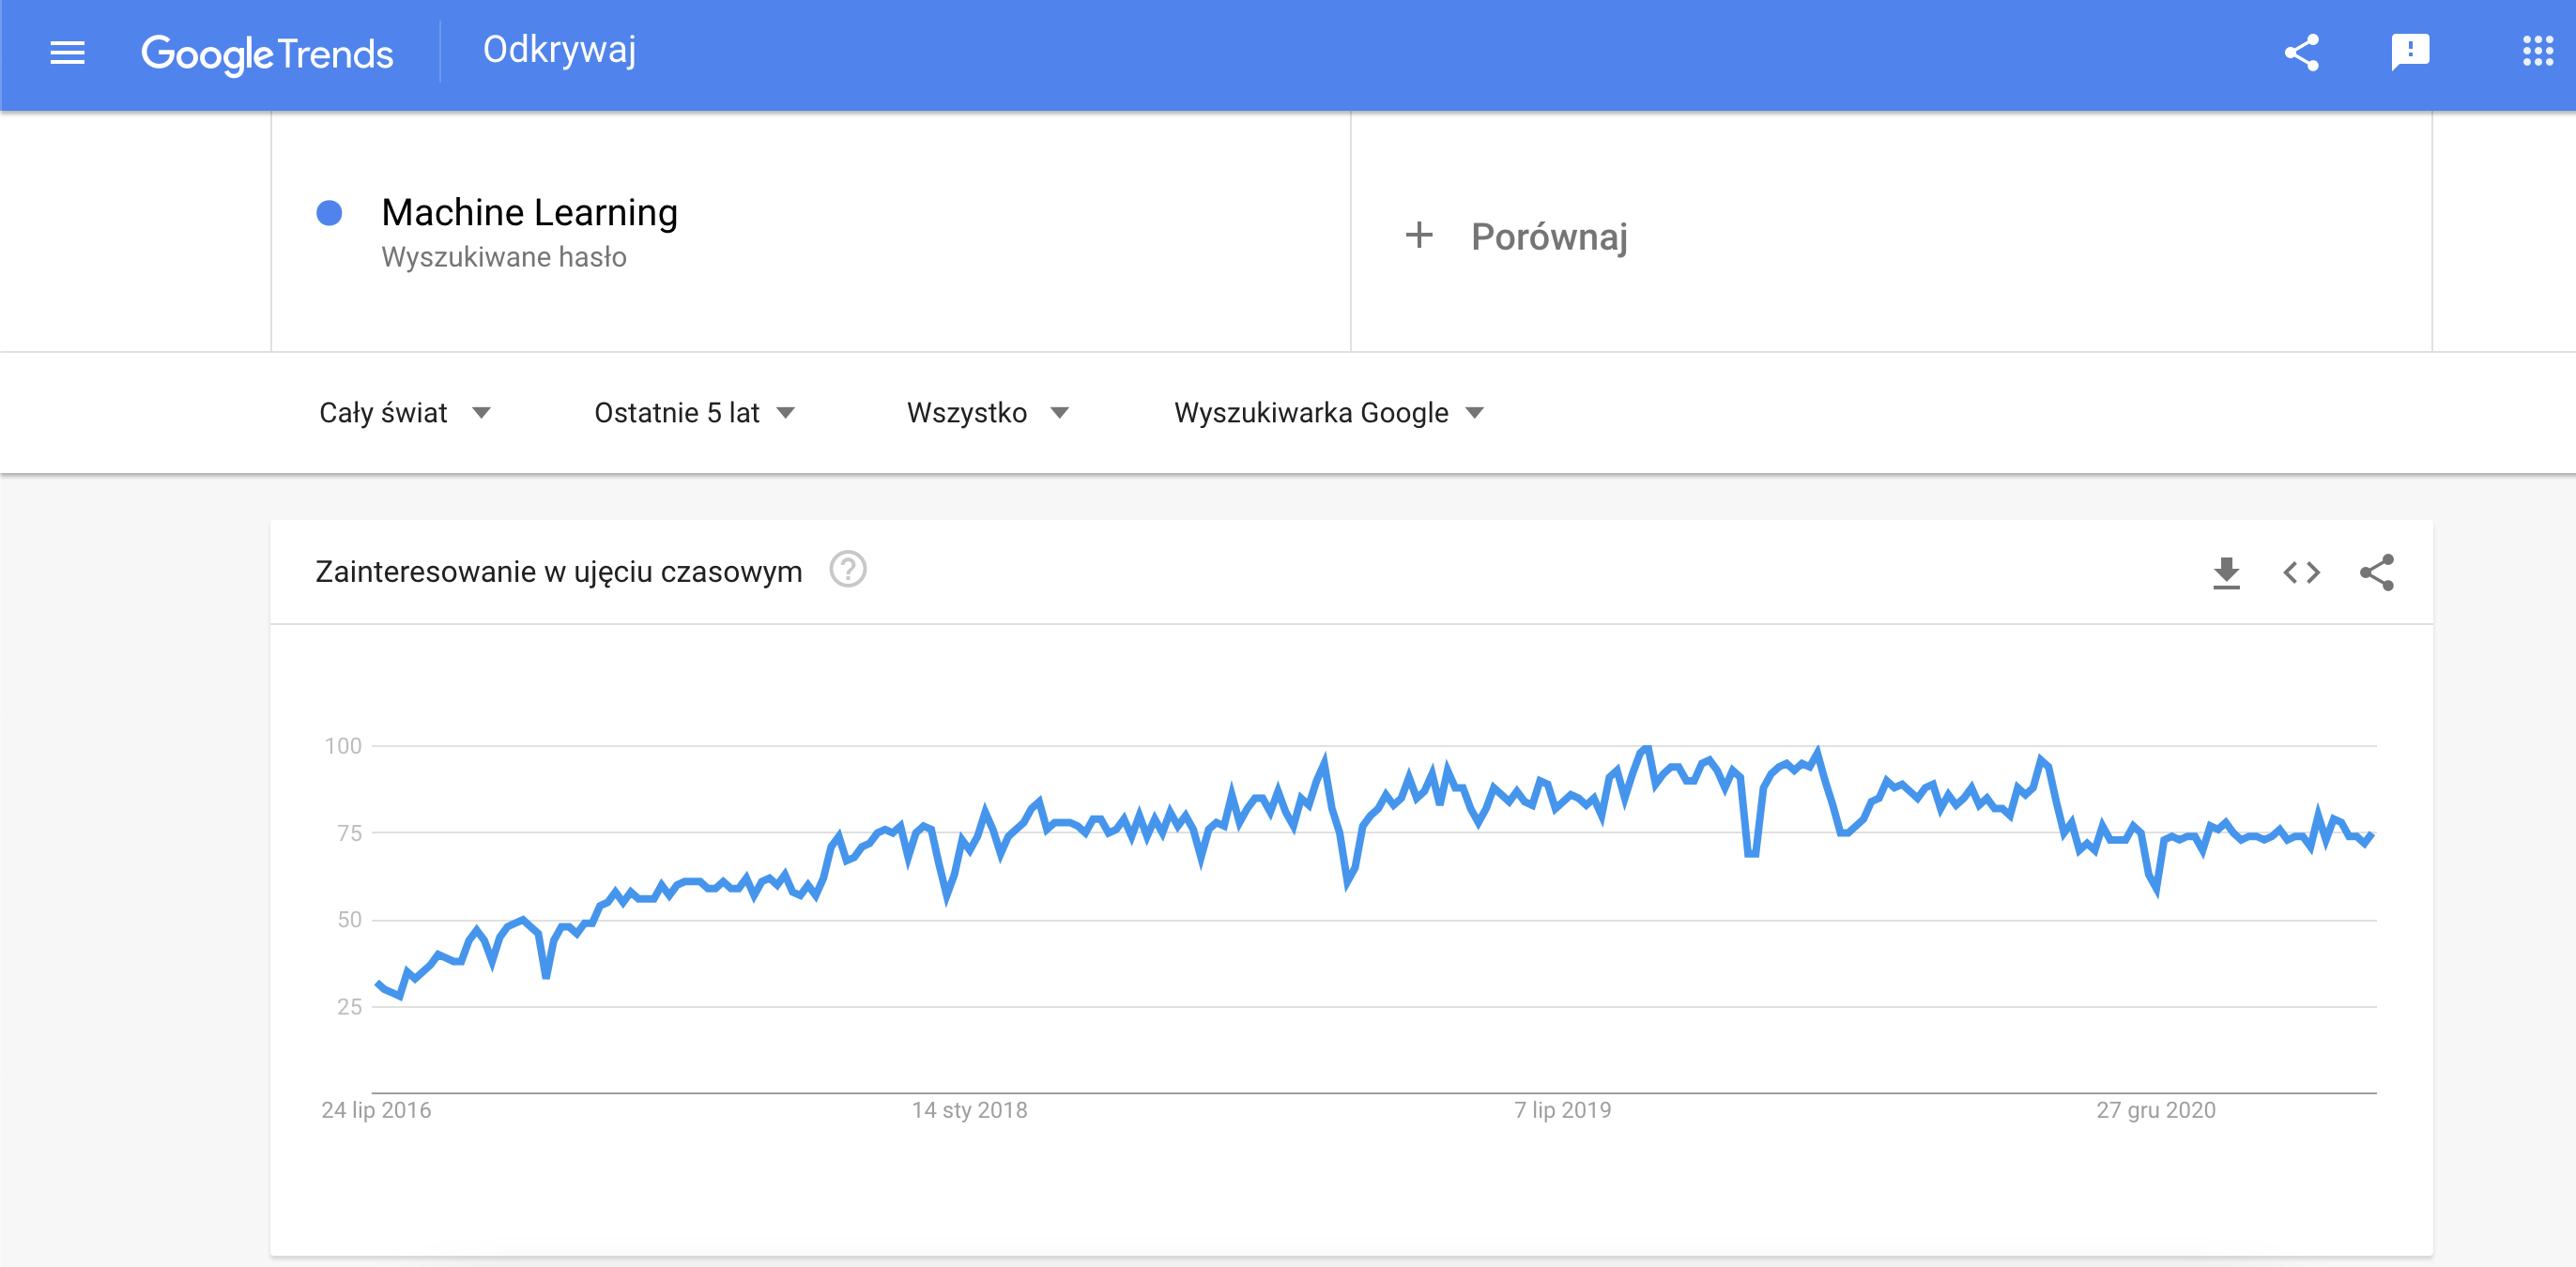 Google Trends Odkrywaj
Machine Learning
Wyszukiwane hasło
+ Porównaj
Cały świat Ostatnie 5 lat Wszystko Wyszukiwarka Google
Zainteresowanie w ujęciu czasowym ?
100
75
50
25
24 lip 2016 14 sty 2018 7 lip 2019 27 gru 2020